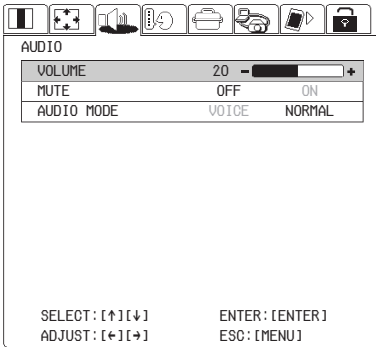 AUDIO
VOLUME 20 - +
MUTE OFF ON
AUDIO MODE VOICE NORMAL
SELECT:[↑][↓] ENTER:[ENTER]
ADJUST:[←][→] ESC:[MENU]